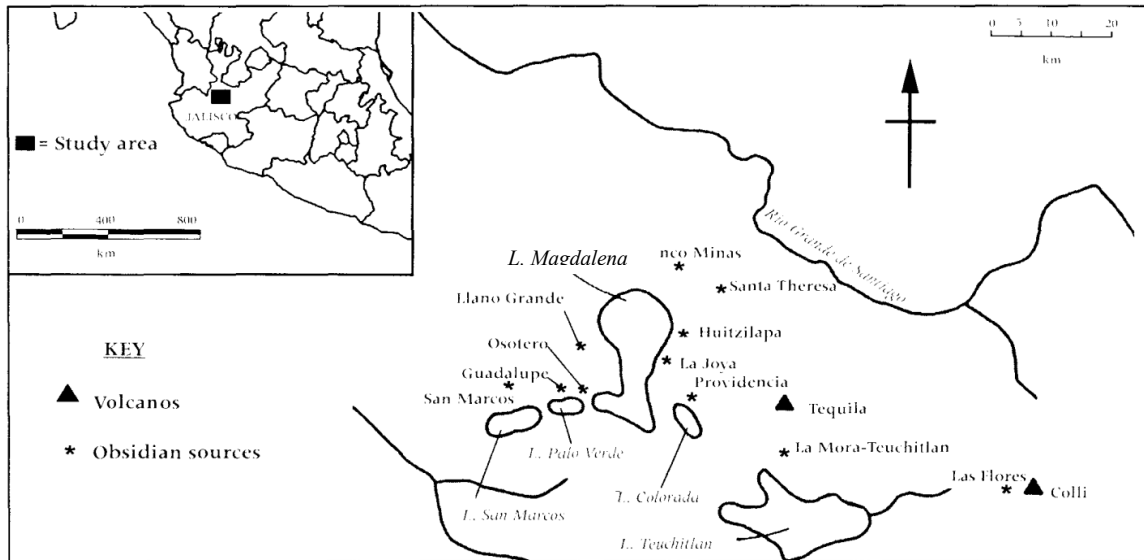 0 5 10 20
km
JALISCO
= Study area
0 400 800
km
Rio Grande de Santiago
L. Magdalena
nco Minas
Santa Theresa
Llano Grande
Huitzilapa
Osotero
La Joya
KEY
Guadalupe
Providencia
San Marcos
Volcanos
Tequila
L. Palo Verde
La Mora-Teuchitlan
Obsidian sources
Las Flores
Colli
L. Colorada
L. San Marcos
L. Teuchitlan